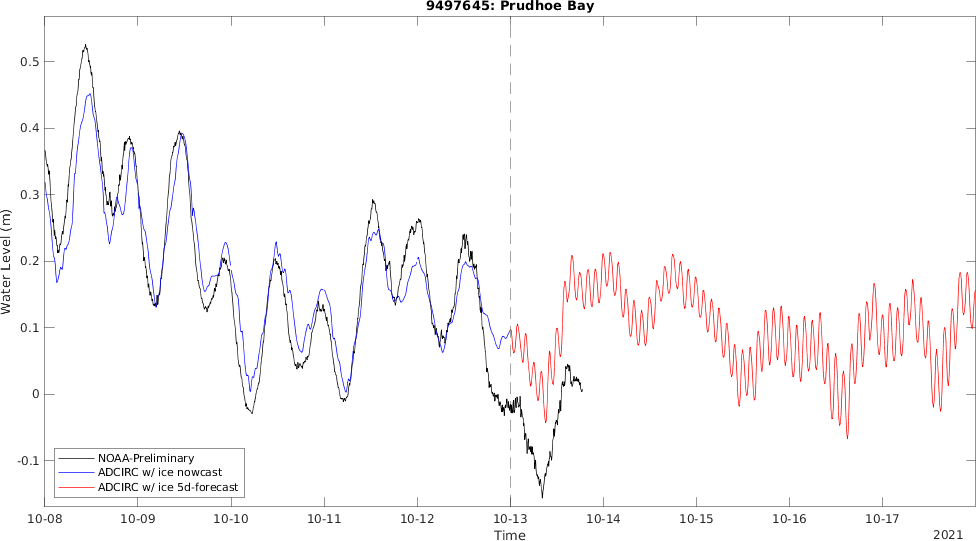 9497645: Prudhoe Bay
Water Level (m)
0.5
0.4
0.3
0.2
0.1
0
-0.1
NOAA-Preliminary
ADCIRC w/ ice nowcast
ADCIRC w/ ice 5d-forecast
10-08 10-09 10-10 10-11 10-12 10-13 10-14 10-15 10-16 10-17
Time
2021